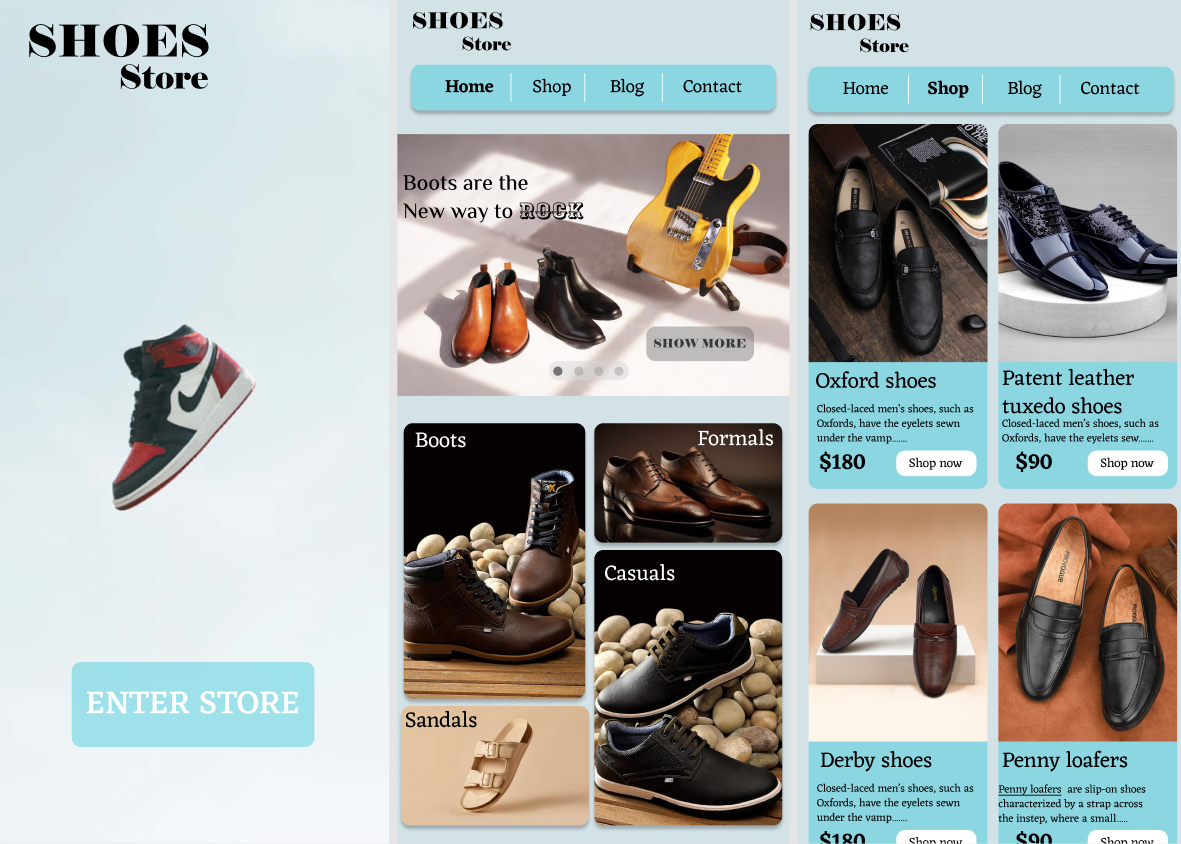 SHOES
Store
ENTER STORE
SHOES
Store
Home
Shop
Blog
Contact
Boots are the
New way to ROCK
SHOW MORE
Boots
Formals
Casuals
Sandals
SHOES
Store
Home
Shop
Blog
Contact
Oxford shoes
Closed-laced men's shoes, such as
Oxfords, have the eyelets sewn
under the vamp.......
$180
Shop now
Patent leather
tuxedo shoes
Closed-laced men's shoes, such as
Oxfords, have the eyelets sew.......
$90
Shop now
Derby shoes
Closed-laced men's shoes, such as
Oxfords, have the eyelets sewn
under the vamp.......
$180
Shop now
PROVOGUE
Penny loafers
Penny loafers are slip-on shoes
characterized by a strap across
the instep, where a small.....
$90
Shop now